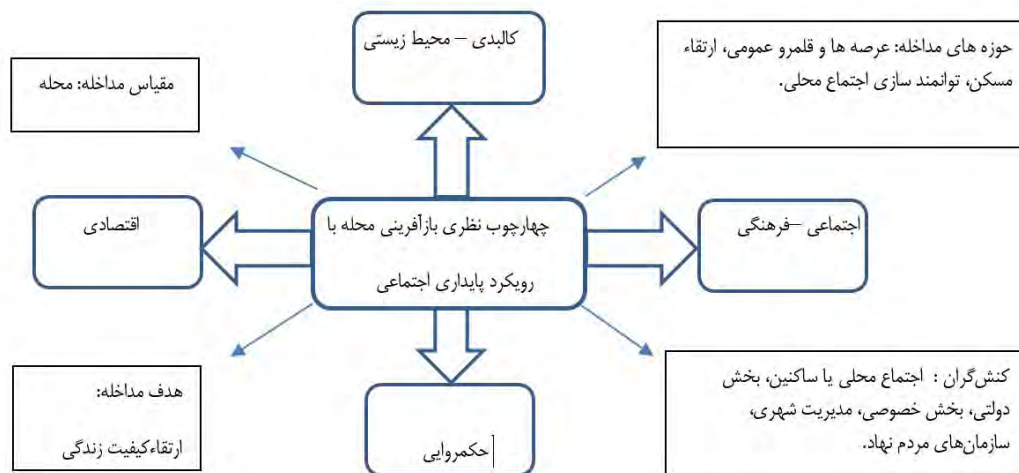 کالبدی – محیط زیستی
حوزه های مداخله: عرصه ها و قلمرو عمومی، ارتقاء
مسکن، توانمند سازی اجتماع محلی.
مقیاس مداخله: محله
چهارچوب نظری بازآفرینی محله با
رویکرد پایداری اجتماعی
اجتماعی –فرهنگی
اقتصادی
کنش‌گران : اجتماع محلی یا ساکنین، بخش
دولتی، بخش خصوصی، مدیریت شهری،
سازمان‌های مردم نهاد.
هدف مداخله:
ارتقاءکیفیت زندگی
حکمروایی